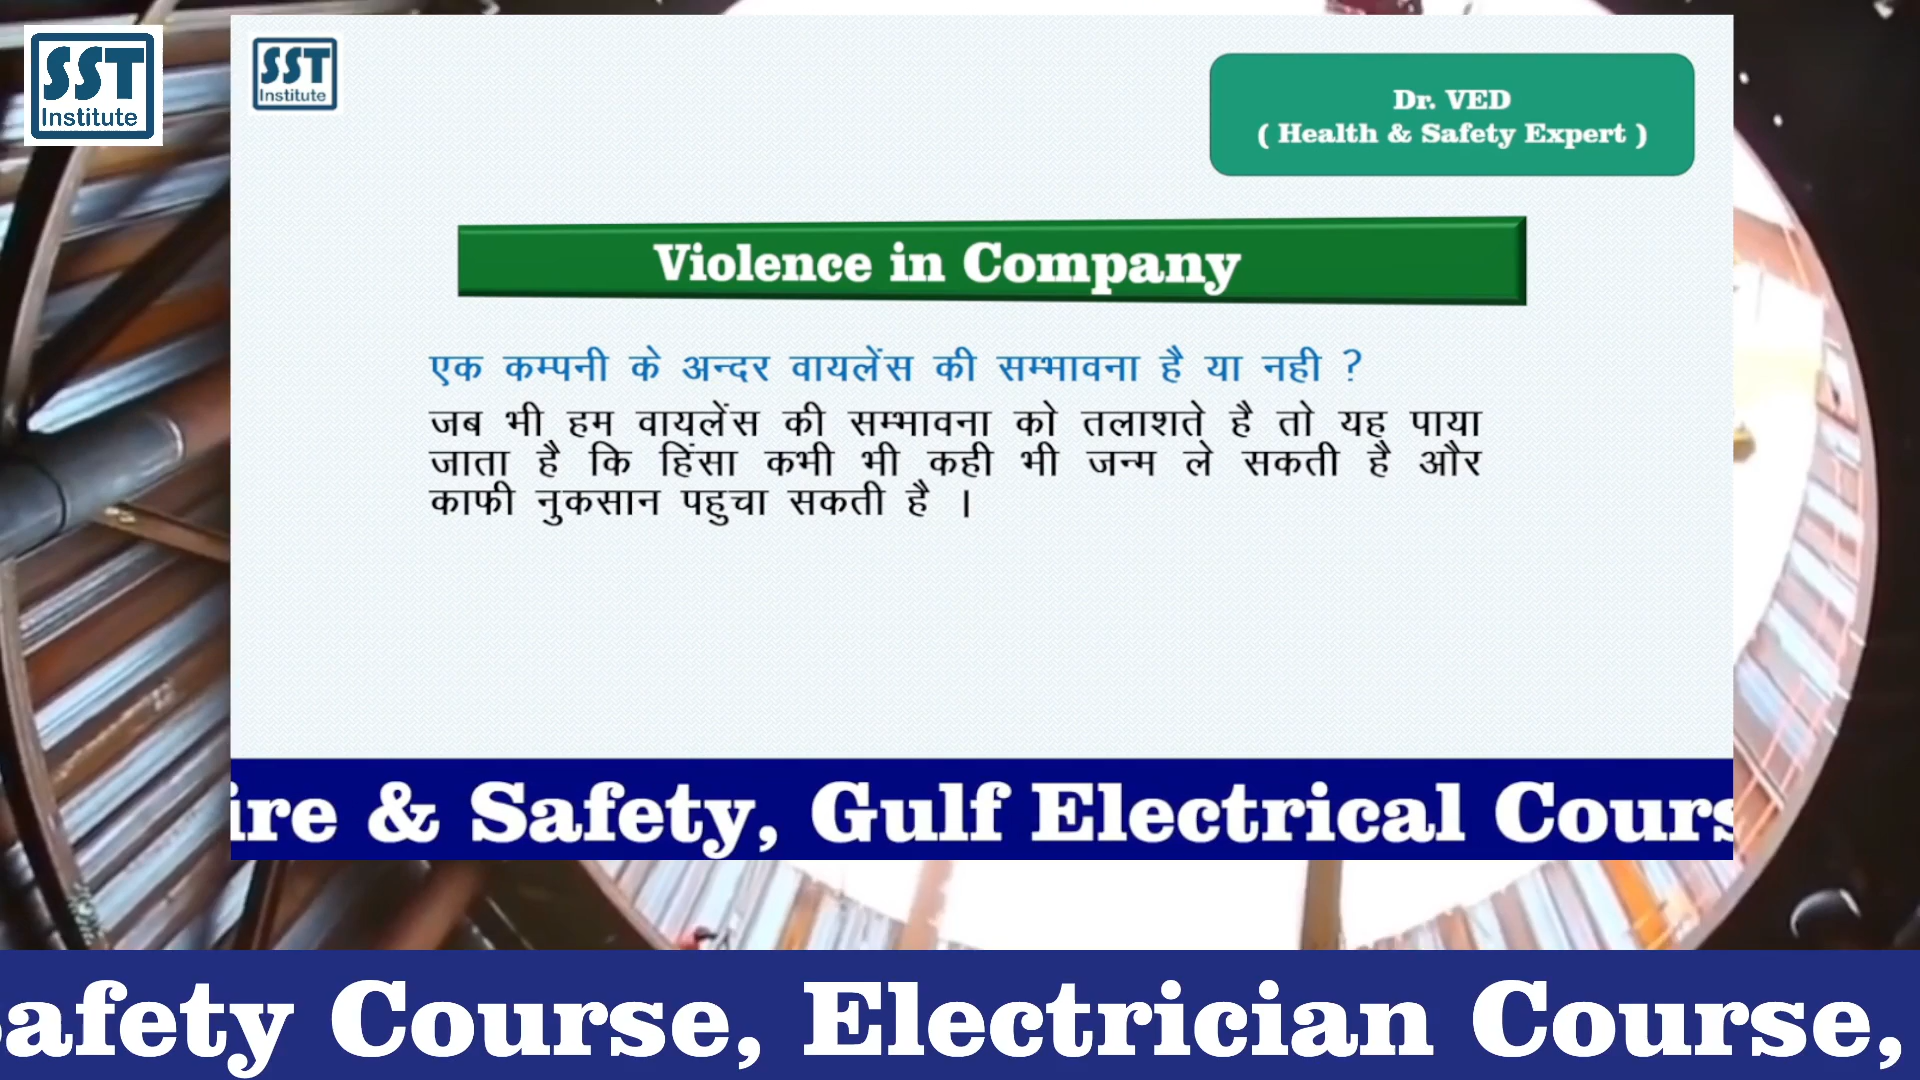 SST
Institute
SST
Institute
Dr. VED
( Health & Safety Expert )
Violence in Company
एक कम्पनी के अन्दर वायलेंस की सम्भावना है या नही ?
जब भी हम वायलेंस की सम्भावना को तलाशते है तो यह पाया
जाता है कि हिंसा कभी भी कही भी जन्म ले सकती है और
काफी नुकसान पहुचा सकती है ।
ire & Safety, Gulf Electrical Cours
afety Course, Electrician Course,